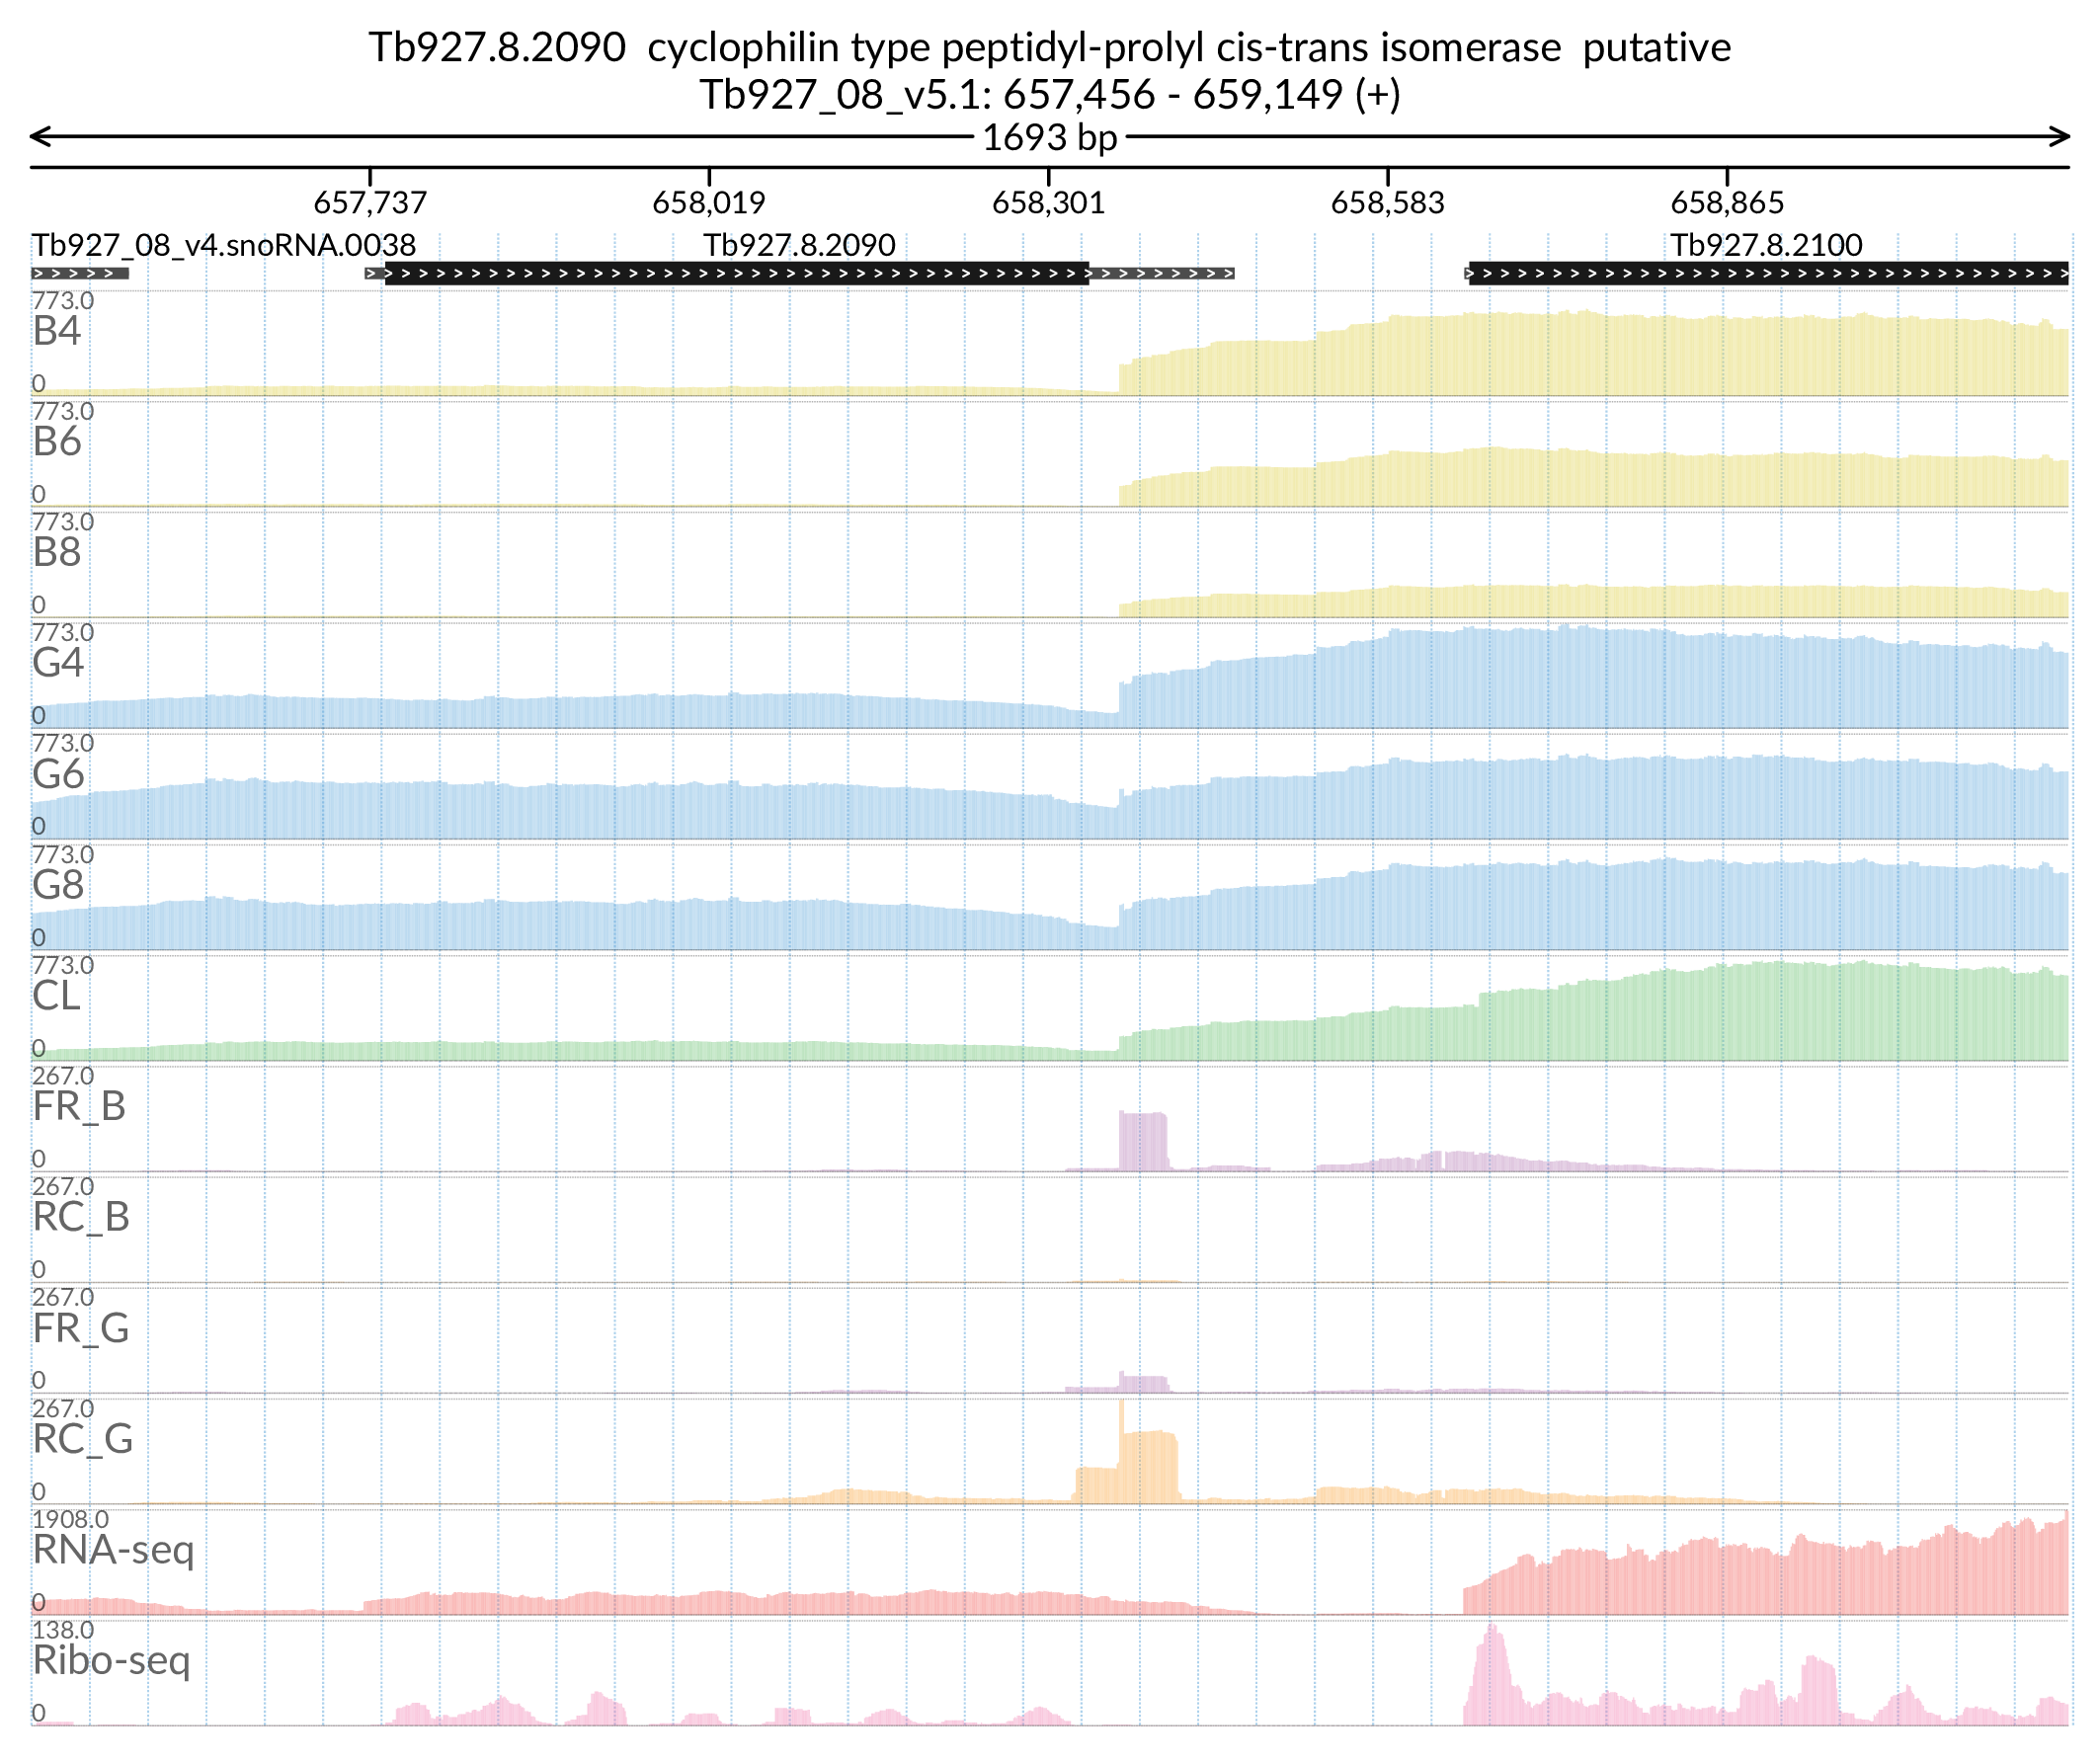 Tb927.8.2090  cyclophilin type peptidyl-prolyl cis-trans isomerase  putative
Tb927_08_v5.1: 657,456 - 659,149 (+)
1693 bp
657,737 658,019 658,301 658,583 658,865
Tb927_08_v4.snoRNA.0038 Tb927.8.2090 Tb927.8.2100
773.0
B4
0
773.0
B6
0
773.0
B8
0
773.0
G4
0
773.0
G6
0
773.0
G8
0
773.0
CL
0
267.0
FR_B
0
267.0
RC_B
0
267.0
FR_G
0
267.0
RC_G
0
1908.0
RNA-seq
0
138.0
Ribo-seq
0